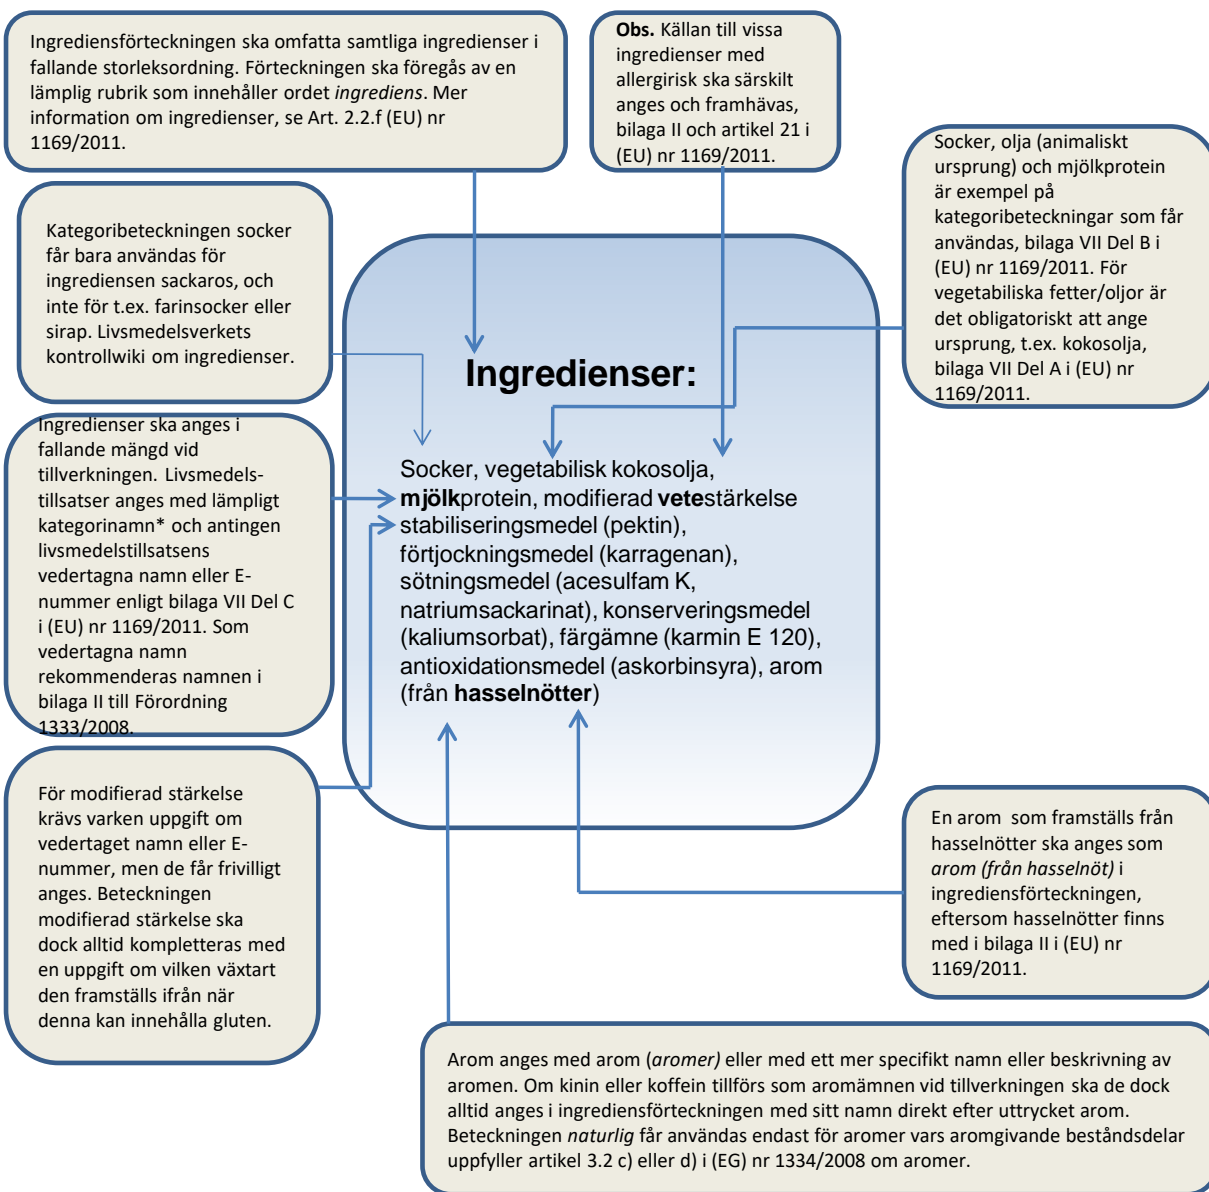 Ingrediensförteckningen ska omfatta samtliga ingredienser i
fallande storleksordning. Förteckningen ska föregås av en
lämplig rubrik som innehåller ordet ingrediens. Mer
information om ingredienser, se Art. 2.2.f (EU) nr
1169/2011.
Obs. Källan till vissa
ingredienser med
allergirisk ska särskilt
anges och framhävas,
bilaga II och artikel 21 i
(EU) nr 1169/2011.
Socker, olja (animaliskt
ursprung) och mjölkprotein
är exempel på
kategoribeteckningar som får
användas, bilaga VII Del B i
(EU) nr 1169/2011. För
vegetabiliska fetter/oljor är
det obligatoriskt att ange
ursprung, t.ex. kokosolja,
bilaga VII Del A i (EU) nr
1169/2011.
Kategoribeteckningen socker
får bara användas för
ingrediensen sackaros, och
inte för t.ex. farinsocker eller
sirap. Livsmedelsverkets
kontrollwiki om ingredienser.
Ingredienser ska anges i
fallande mängd vid
tillverkningen. Livsmedels-
tillsatser anges med lämpligt
kategorinamn* och antingen
livsmedelstillsatsens
vedertagna namn eller E-
nummer enligt bilaga VII Del C
i (EU) nr 1169/2011. Som
vedertagna namn
rekommenderas namnen i
bilaga II till Förordning
1333/2008.
Ingredienser:
Socker, vegetabilisk kokosolja,
mjölkprotein, modifierad vetestärkelse
stabiliseringsmedel (pektin),
förtjockningsmedel (karragenan),
sötningsmedel (acesulfam K,
natriumsackarinat), konserveringsmedel
(kaliumsorbat), färgämne (karmin E 120),
antioxidationsmedel (askorbinsyra), arom
(från hasselnötter)
För modifierad stärkelse
krävs varken uppgift om
vedertaget namn eller E-
nummer, men de får frivilligt
anges. Beteckningen
modifierad stärkelse ska
dock alltid kompletteras med
en uppgift om vilken växtart
den framställs ifrån när
denna kan innehålla gluten.
En arom som framställs från
hasselnötter ska anges som
arom (från hasselnöt) i
ingrediensförteckningen,
eftersom hasselnötter finns
med i bilaga II i (EU) nr
1169/2011.
Arom anges med arom (aromer) eller med ett mer specifikt namn eller beskrivning av
aromen. Om kinin eller koffein tillförs som aromämnen vid tillverkningen ska de dock
alltid anges i ingrediensförteckningen med sitt namn direkt efter uttrycket arom.
Beteckningen naturlig får användas endast för aromer vars aromgivande beståndsdelar
uppfyller artikel 3.2 c) eller d) i (EG) nr 1334/2008 om aromer.